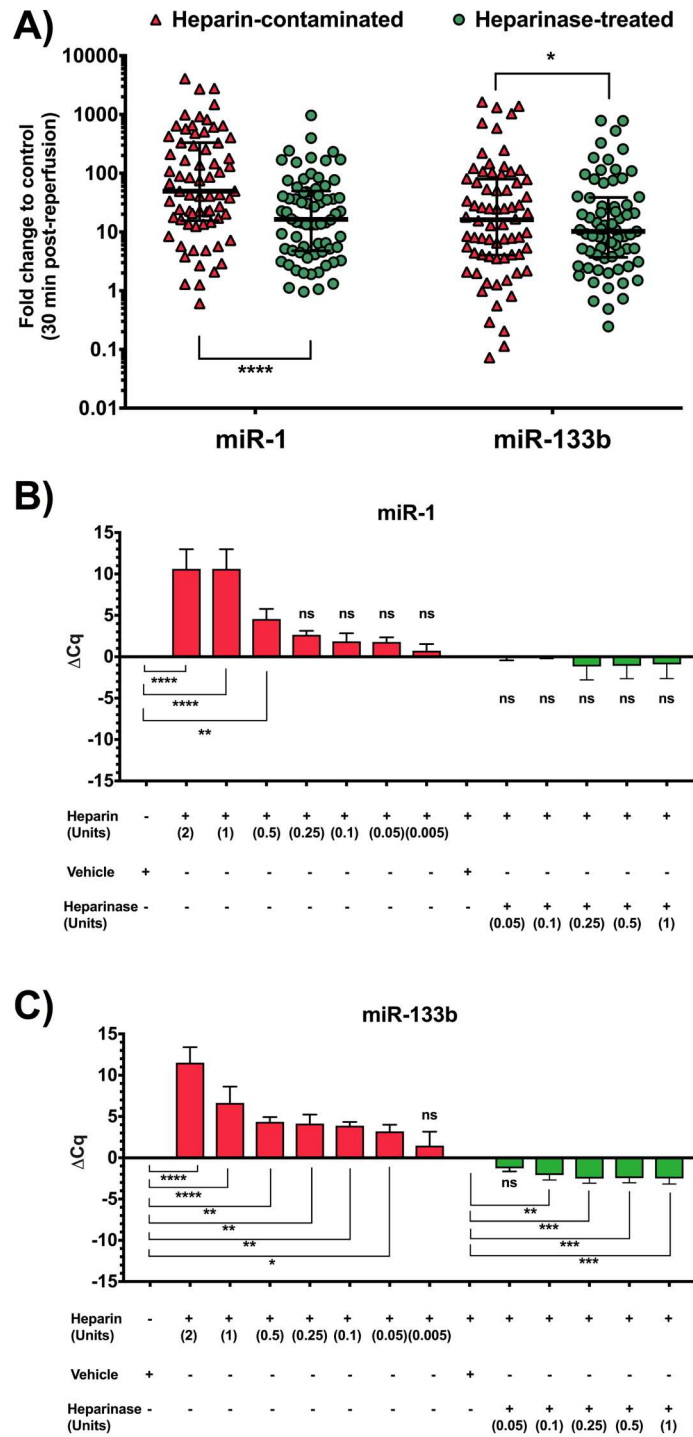 A)
Heparin-contaminated Heparinase-treated
Fold change to control
(30 min post-reperfusion)
10000
1000
100
10
1
0.1
0.01
*
****
miR-1 miR-133b
B)
miR-1
ΔCq
15
10
5
0
-5
-10
-15
ns ns ns ns
**** 
****
**
ns ns ns ns ns
Heparin - + + + + + + + + + + + + +
(Units) (2) (1) (0.5) (0.25) (0.1) (0.05) (0.005)
Vehicle + - - - - - - - + - - - - -
Heparinase - - - - - - - - - + + + + +
(Units) (0.05) (0.1) (0.25) (0.5) (1)
C)
miR-133b
ΔCq
15
10
5
0
-5
-10
-15
ns
****
****
**
**
**
*
ns
**
***
***
***
Heparin - + + + + + + + + + + + + +
(Units) (2) (1) (0.5) (0.25) (0.1) (0.05) (0.005)
Vehicle + - - - - - - - + - - - - -
Heparinase - - - - - - - - - + + + + +
(Units) (0.05) (0.1) (0.25) (0.5) (1)